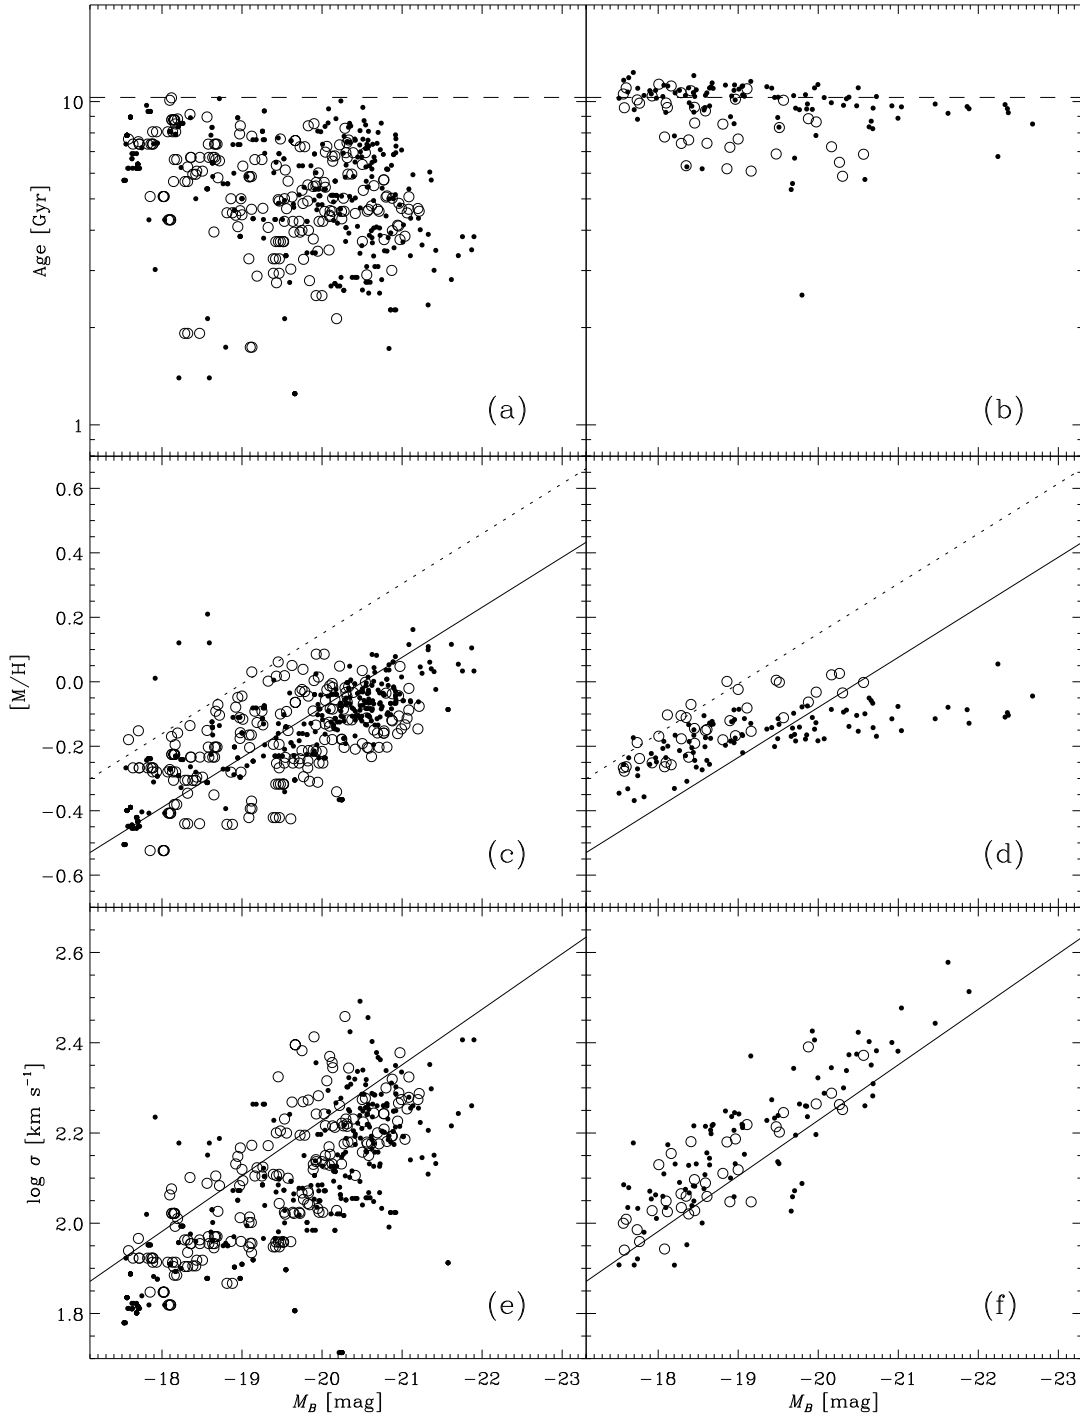 10
1
Age [Gyr]
(a)
(b)
0.6
0.4
0.2
0.0
−0.2
−0.4
−0.6
[M/H]
(c)
(d)
2.6
2.4
2.2
2.0
1.8
log σ [km s⁻¹]
(e)
(f)
−18 −19 −20 −21 −22 −18 −19 −20 −21 −22 −23
M_B [mag] M_B [mag]